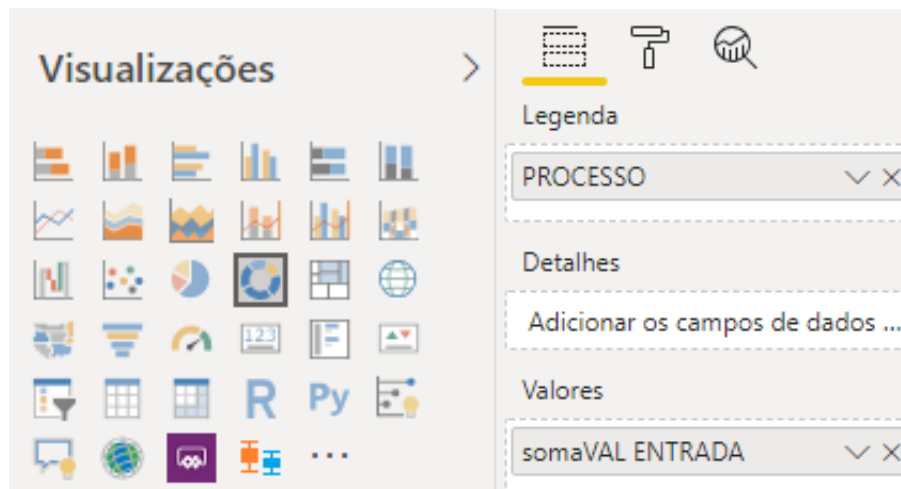 Visualizações
Legenda
PROCESSO
Detalhes
Adicionar os campos de dados ...
Valores
somaVAL ENTRADA
123
R
Py